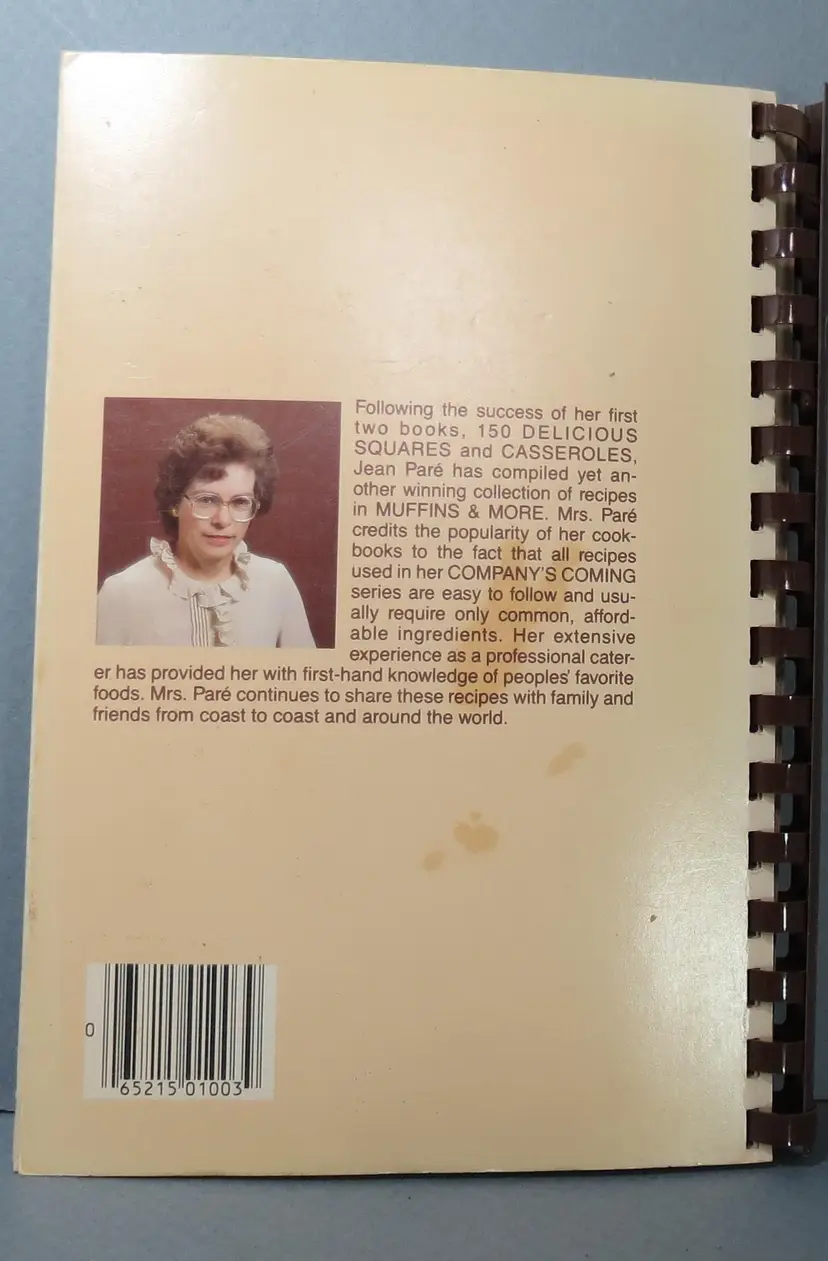 Following the success of her first
two books, 150 DELICIOUS
SQUARES and CASSEROLES,
Jean Paré has compiled yet an-
other winning collection of recipes
in MUFFINS & MORE. Mrs. Paré
credits the popularity of her cook-
books to the fact that all recipes
used in her COMPANY'S COMING
series are easy to follow and usu-
ally require only common, afford-
able ingredients. Her extensive
experience as a professional cater-
er has provided her with first-hand knowledge of peoples' favorite
foods. Mrs. Paré continues to share these recipes with family and
friends from coast to coast and around the world.
0 65215 01003